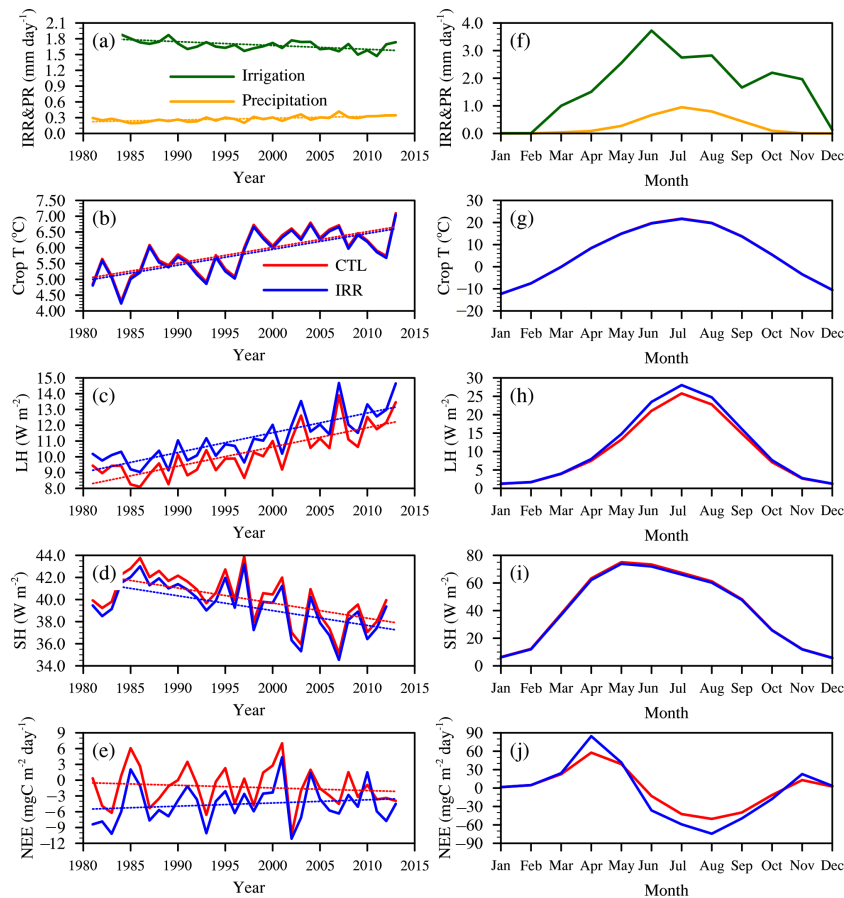 (a)
IRR&PR (mm day-1)
2.1
1.8
1.5
1.2
0.9
0.6
0.3
0.0
Irrigation
Precipitation
1980 1985 1990 1995 2000 2005 2010 2015
Year
(f)
IRR&PR (mm day-1)
4.0
3.0
2.0
1.0
0.0
Jan Feb Mar Apr May Jun Jul Aug Sep Oct Nov Dec
Month
(b)
Crop T (°C)
7.50
7.00
6.50
6.00
5.50
5.00
4.50
4.00
CTL
IRR
1980 1985 1990 1995 2000 2005 2010 2015
Year
(g)
Crop T (°C)
30
20
10
0
−10
−20
Jan Feb Mar Apr May Jun Jul Aug Sep Oct Nov Dec
Month
(c)
LH (W m-2)
15.0
14.0
13.0
12.0
11.0
10.0
9.0
8.0
1980 1985 1990 1995 2000 2005 2010 2015
Year
(h)
LH (W m-2)
30
25
20
15
10
5
0
Jan Feb Mar Apr May Jun Jul Aug Sep Oct Nov Dec
Month
(d)
SH (W m-2)
44.0
42.0
40.0
38.0
36.0
34.0
1980 1985 1990 1995 2000 2005 2010 2015
Year
(i)
SH (W m-2)
80
60
40
20
0
Jan Feb Mar Apr May Jun Jul Aug Sep Oct Nov Dec
Month
(e)
NEE (mgC m-2 day-1)
9
6
3
0
−3
−6
−9
−12
1980 1985 1990 1995 2000 2005 2010 2015
Year
(j)
NEE (mgC m-2 day-1)
90
60
30
0
−30
−60
−90
Jan Feb Mar Apr May Jun Jul Aug Sep Oct Nov Dec
Month